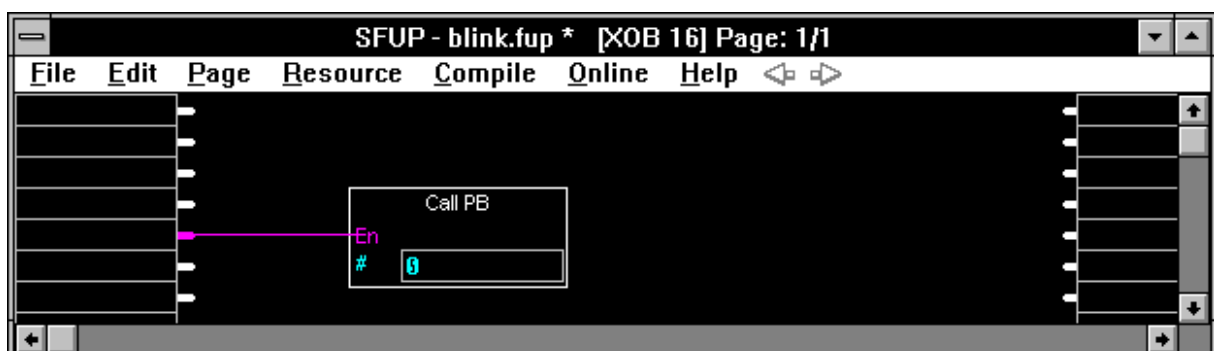 SFUP - blink.fup * [XOB 16] Page: 1/1
File Edit Page Resource Compile Online Help
Call PB
En
# 0